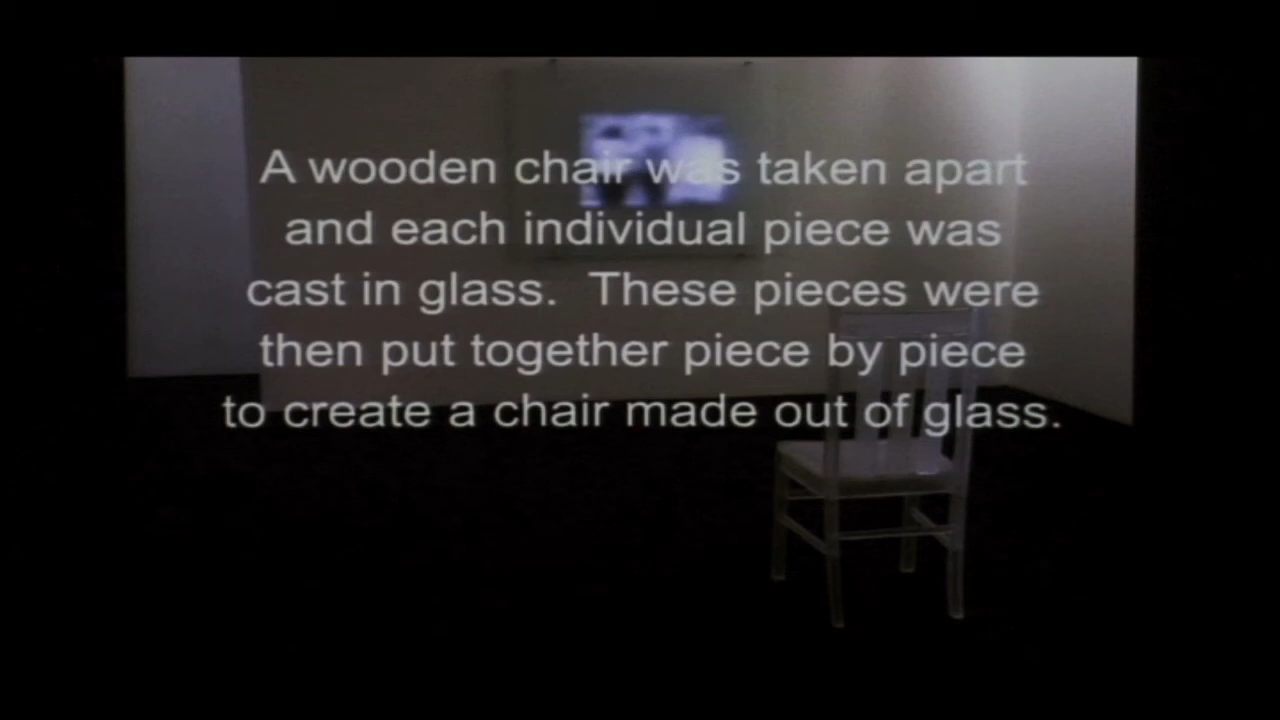 A wooden chair was taken apart
and each individual piece was
cast in glass.  These pieces were
then put together piece by piece
to create a chair made out of glass.